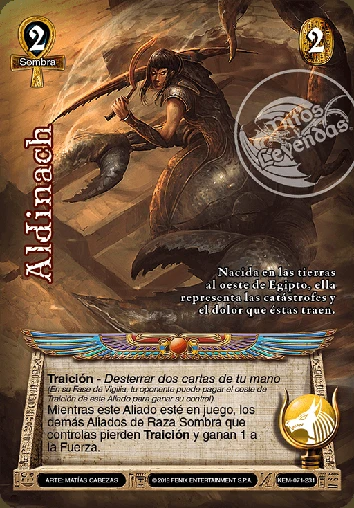 2
Sombra
2
Mitos
y
Leyendas
Aldinach
Nacida en las tierras
al oeste de Egipto, ella
representa las catástrofes y
el dolor que éstas traen.
Traición - Desterrar dos cartas de tu mano
(En su Fase de Vigilia, tu oponente puede pagar el coste de
Traición de este Aliado para ganar su control)
Mientras este Aliado esté en juego, los
demás Aliados de Raza Sombra que
controlas pierden Traición y ganan 1 a
la Fuerza.
ARTE: MATÍAS CABEZAS
© 2015 FENIX ENTERTAINMENT S.P.A.
KEM-071-231